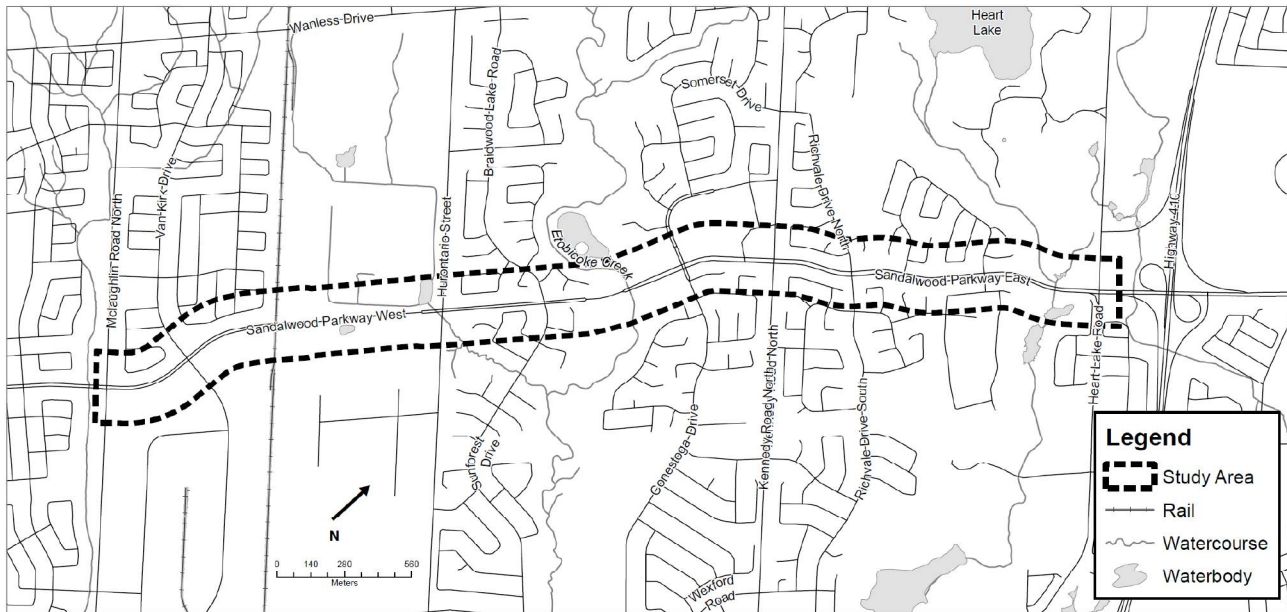 Wanless Drive
Heart
Lake
Braidwood Lake Road
Somerset Drive
Richvale Drive North
Van Kirk Drive
Mclaughlin Road North
Hurontario Street
Etobicoke Creek
Highway 410
Sandalwood Parkway East
Sandalwood Parkway West
Heart Lake Road
Kennedy Road North
Richvale Drive South
Conestoga Drive
Sunforest
Drive
Wexford
Road
N
0 140 280 560
Meters
Legend
Study Area
Rail
Watercourse
Waterbody